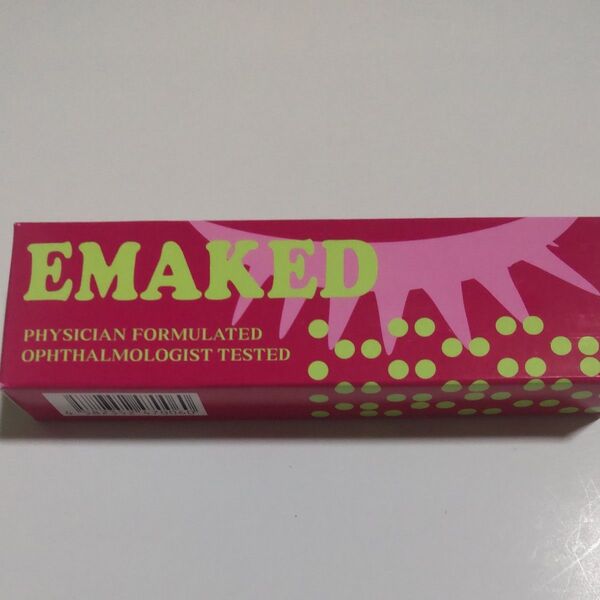 EMAKED
PHYSICIAN FORMULATED
OPHTHALMOLOGIST TESTED